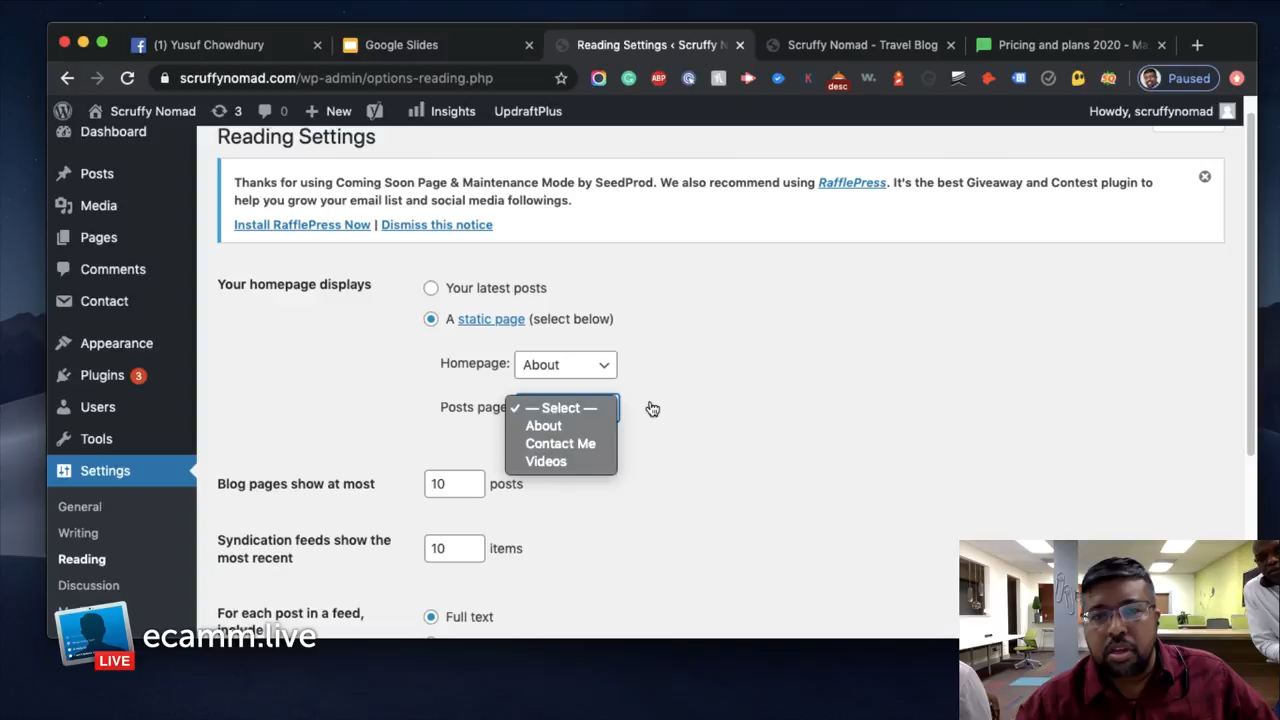 (1) Yusuf Chowdhury
Google Slides
Reading Settings ‹ Scruffy N
Scruffy Nomad - Travel Blog
Pricing and plans 2020 - Ma
scruffynomad.com/wp-admin/options-reading.php
ABP
K
desc
w.
Paused
Scruffy Nomad
3
0
New
Insights
UpdraftPlus
Howdy, scruffynomad
Dashboard
Posts
Media
Pages
Comments
Contact
Appearance
Plugins 3
Users
Tools
Settings
General
Writing
Reading
Discussion
Reading Settings
Thanks for using Coming Soon Page & Maintenance Mode by SeedProd. We also recommend using RafflePress. It's the best Giveaway and Contest plugin to
help you grow your email list and social media followings.
Install RafflePress Now | Dismiss this notice
Your homepage displays
Your latest posts
A static page (select below)
Homepage: About
Posts page
— Select —
About
Contact Me
Videos
Blog pages show at most
10 posts
Syndication feeds show the
most recent
10 items
For each post in a feed,
include
Full text
ecamm.live
LIVE